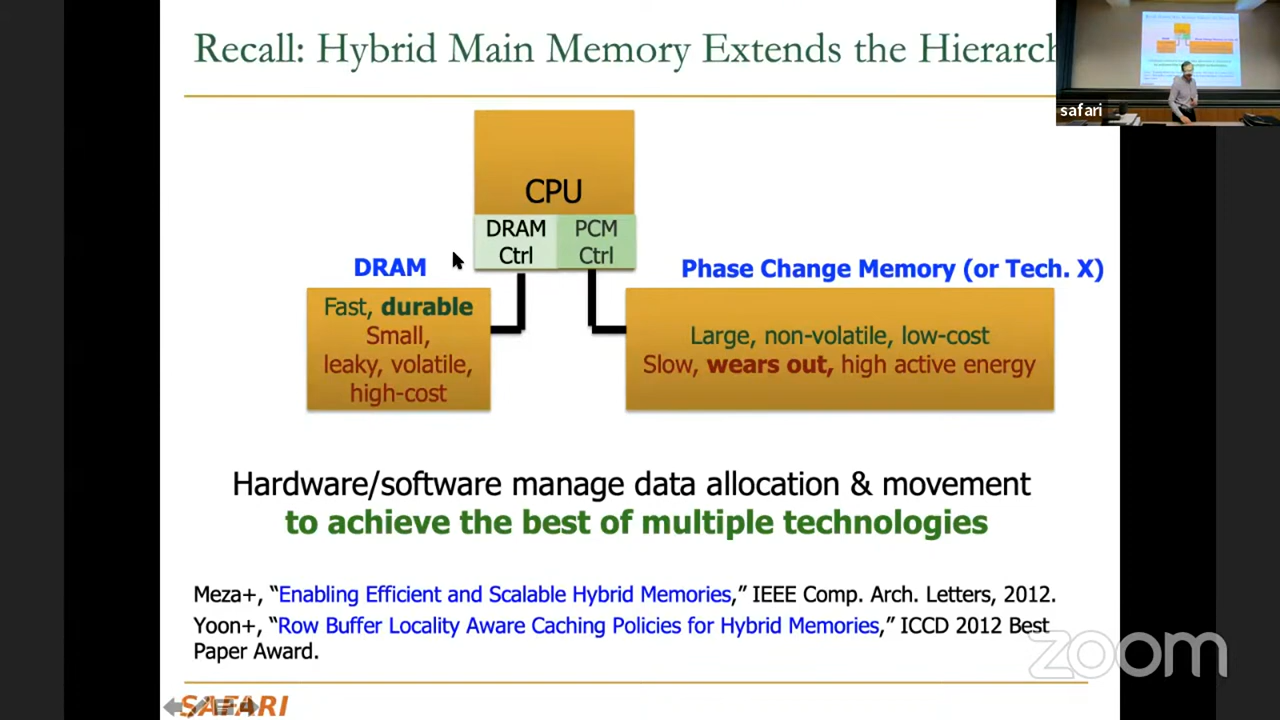 Recall: Hybrid Main Memory Extends the Hierarch
safari
CPU
DRAM
Ctrl
PCM
Ctrl
DRAM
Fast, durable
Small,
leaky, volatile,
high-cost
Phase Change Memory (or Tech. X)
Large, non-volatile, low-cost
Slow, wears out, high active energy
Hardware/software manage data allocation & movement
to achieve the best of multiple technologies
Meza+, “Enabling Efficient and Scalable Hybrid Memories,” IEEE Comp. Arch. Letters, 2012.
Yoon+, “Row Buffer Locality Aware Caching Policies for Hybrid Memories,” ICCD 2012 Best
Paper Award.
zoom
SAFARI